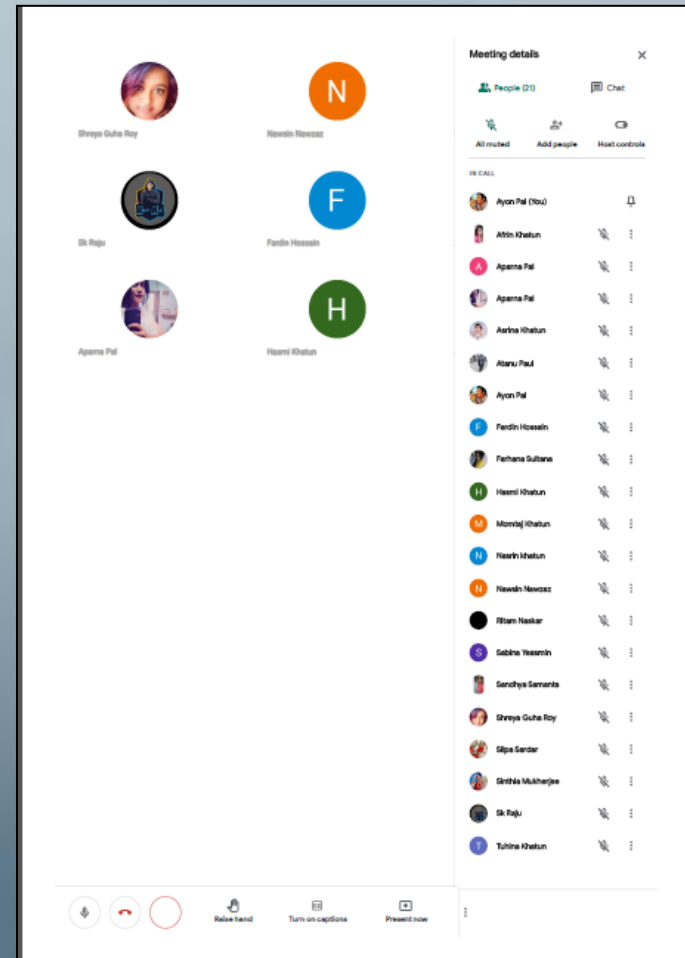 Shreya Guha Roy
N
Nawsin Nawzaz
Sk Raju
F
Fardin Hossain
Aparna Pal
H
Hasmi Khatun
Meeting details
People (21)
Chat
All muted
Add people
Host controls
IN CALL
Ayon Pal (You)
Afrin Khatun
A
Aparna Pal
Aparna Pal
Asrina Khatun
Atanu Paul
Ayon Pal
F
Fardin Hossain
Farhana Sultana
H
Hasmi Khatun
M
Momtaj Khatun
N
Nasrin khatun
N
Nawsin Nawzaz
Ritam Naskar
S
Sabina Yeasmin
Sandhya Samanta
Shreya Guha Roy
Silpa Sardar
Sinthia Mukharjee
Sk Raju
T
Tuhina Khatun
Raise hand
Turn on captions
Present now